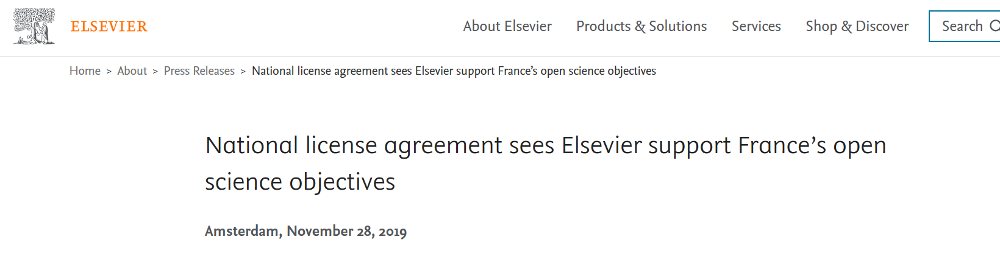 ELSEVIER
About Elsevier Products & Solutions Services Shop & Discover Search
Home > About > Press Releases > National license agreement sees Elsevier support France’s open science objectives
National license agreement sees Elsevier support France’s open
science objectives
Amsterdam, November 28, 2019